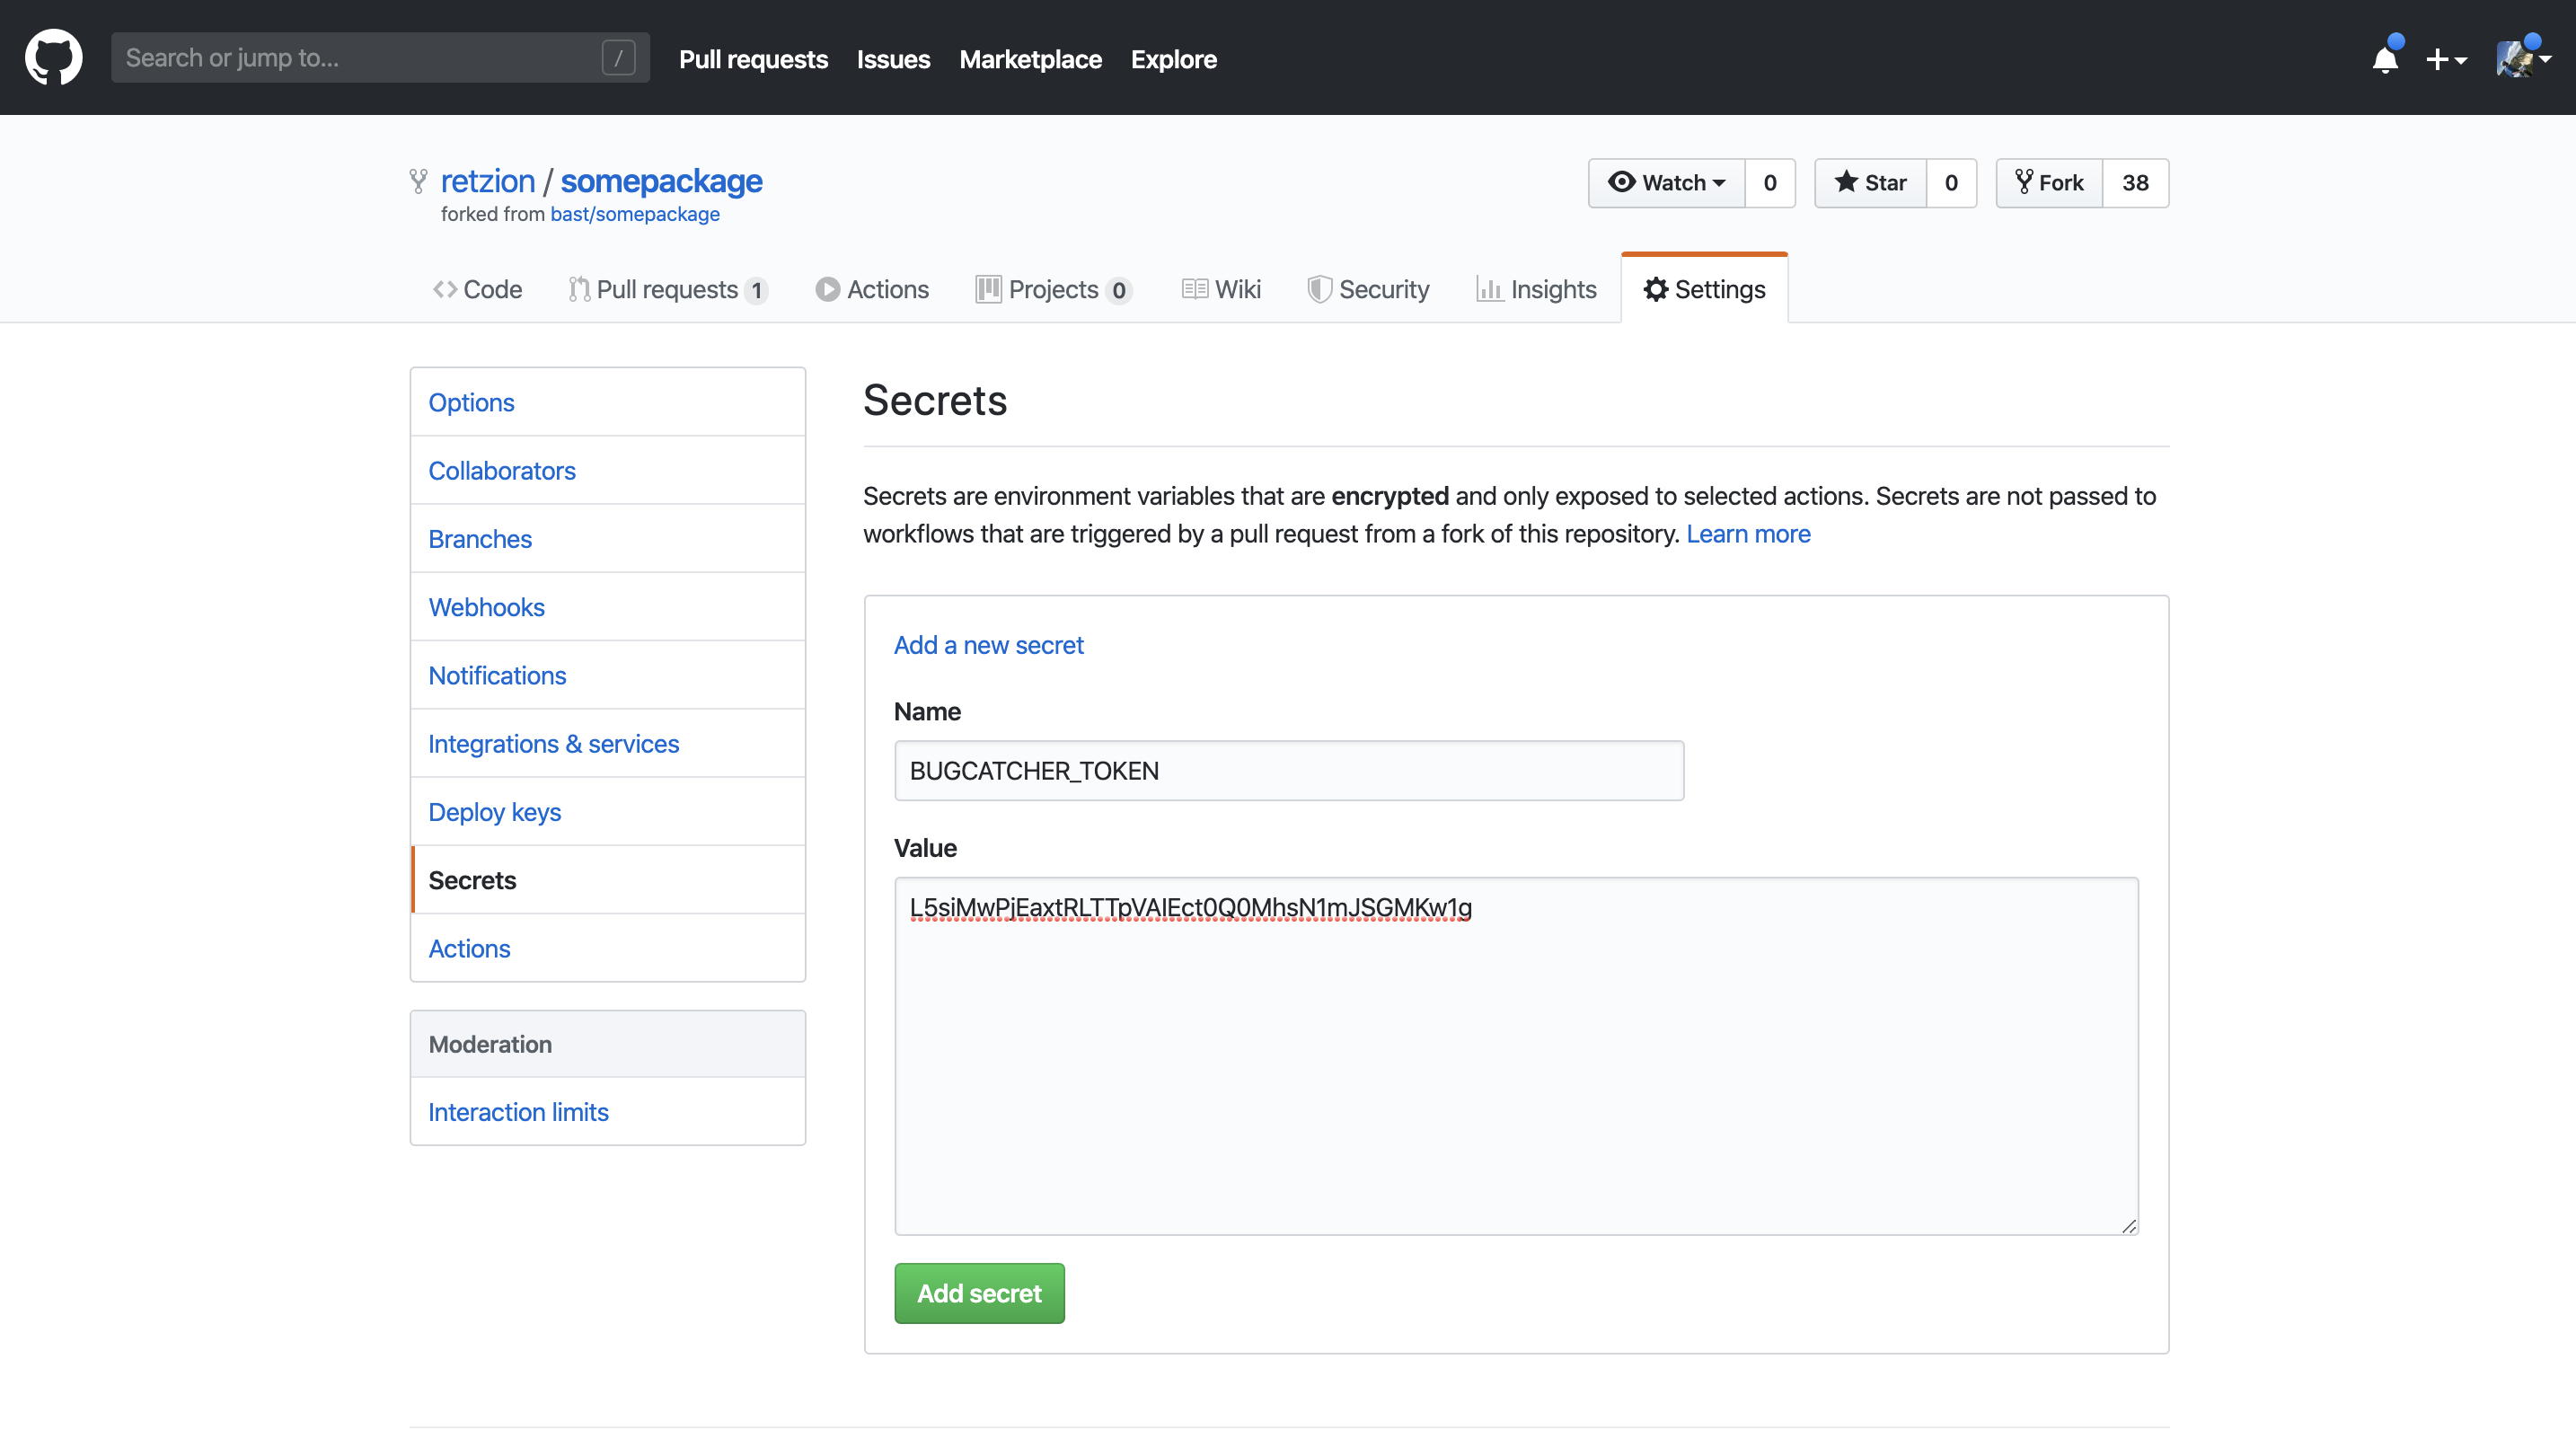 Search or jump to... /
Pull requests Issues Marketplace Explore
retzion / somepackage
forked from bast/somepackage
Watch 0 Star 0 Fork 38
Code Pull requests 1 Actions Projects 0 Wiki Security Insights Settings
Options
Collaborators
Branches
Webhooks
Notifications
Integrations & services
Deploy keys
Secrets
Actions
Moderation
Interaction limits
Secrets
Secrets are environment variables that are encrypted and only exposed to selected actions. Secrets are not passed to
workflows that are triggered by a pull request from a fork of this repository. Learn more
Add a new secret
Name
BUGCATCHER_TOKEN
Value
L5siMwPjEaxtRLTTpVAIEct0Q0MhsN1mJSGMKw1g
Add secret